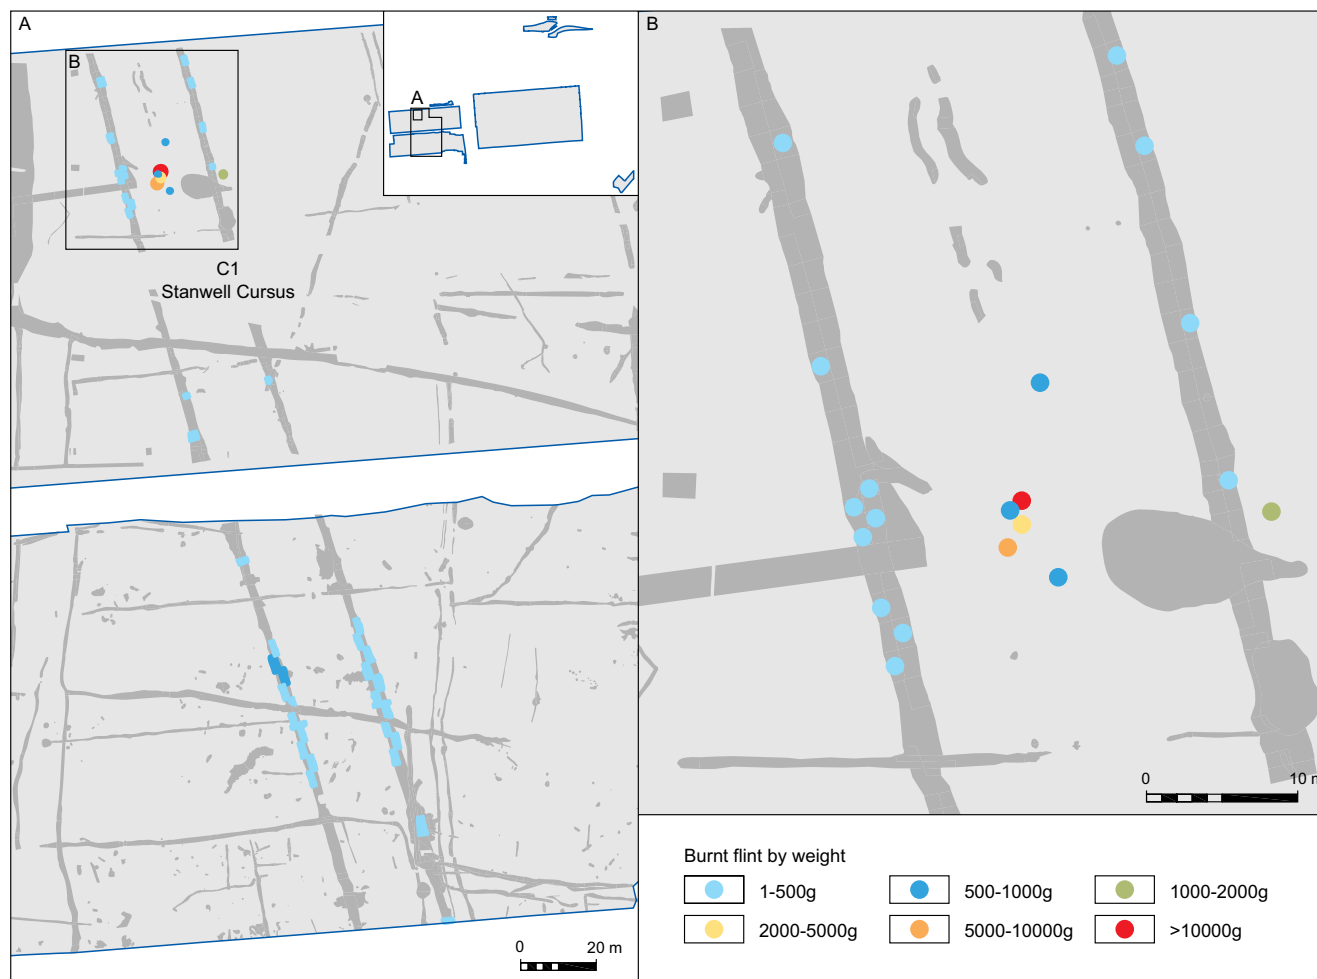 A
B
A
B
C1
Stanwell Cursus
0 20 m
0 10 m
Burnt flint by weight
1-500g 500-1000g 1000-2000g
2000-5000g 5000-10000g >10000g